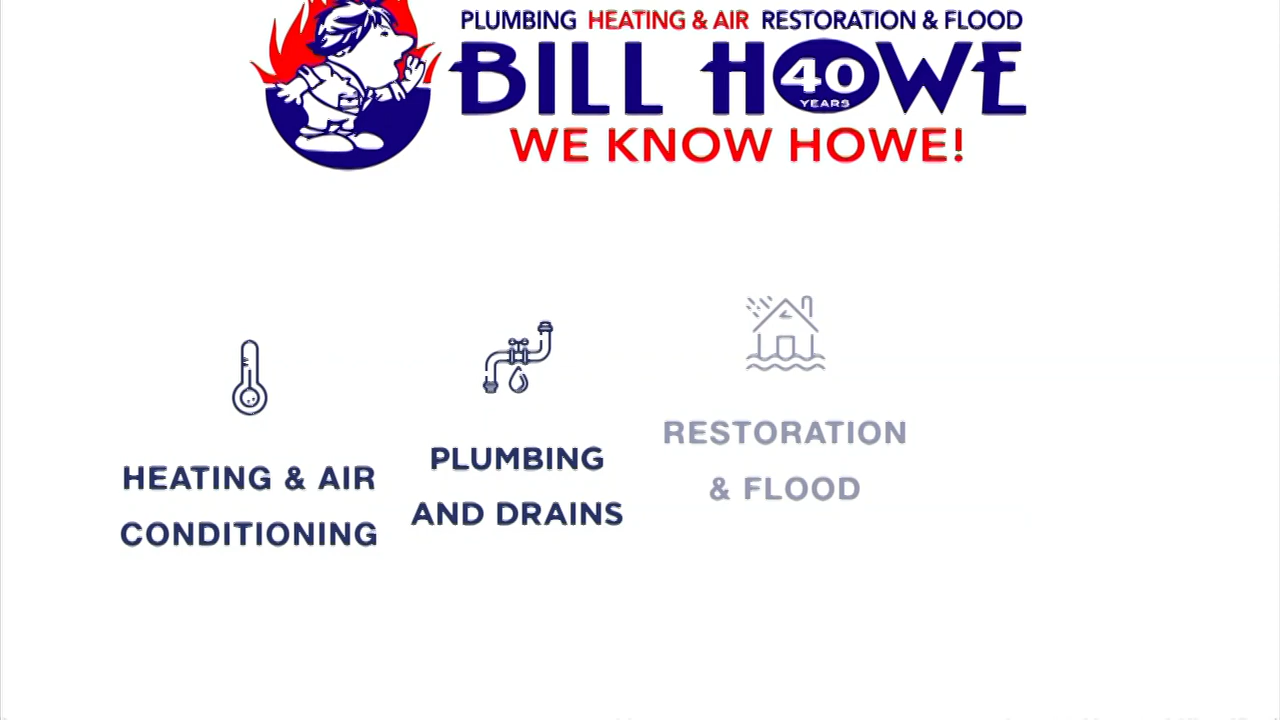 PLUMBING HEATING & AIR RESTORATION & FLOOD
BILL HOWE
40
YEARS
WE KNOW HOWE!
HEATING & AIR
CONDITIONING
PLUMBING
AND DRAINS
RESTORATION
& FLOOD